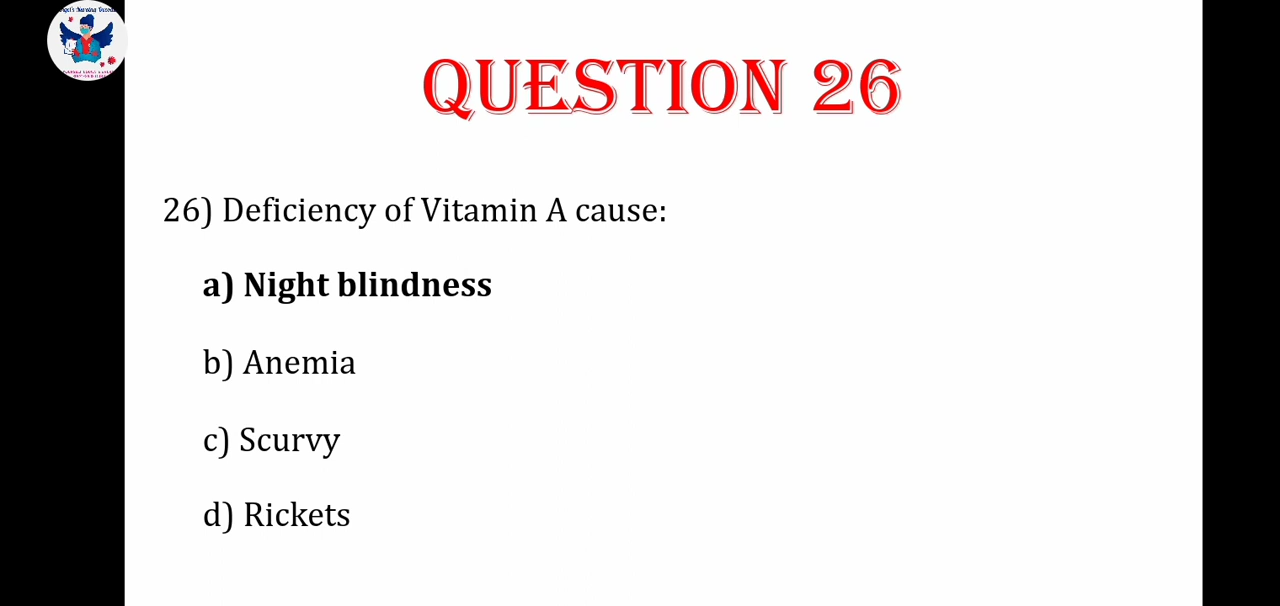 QUESTION 26
26) Deficiency of Vitamin A cause:
a) Night blindness
b) Anemia
c) Scurvy
d) Rickets